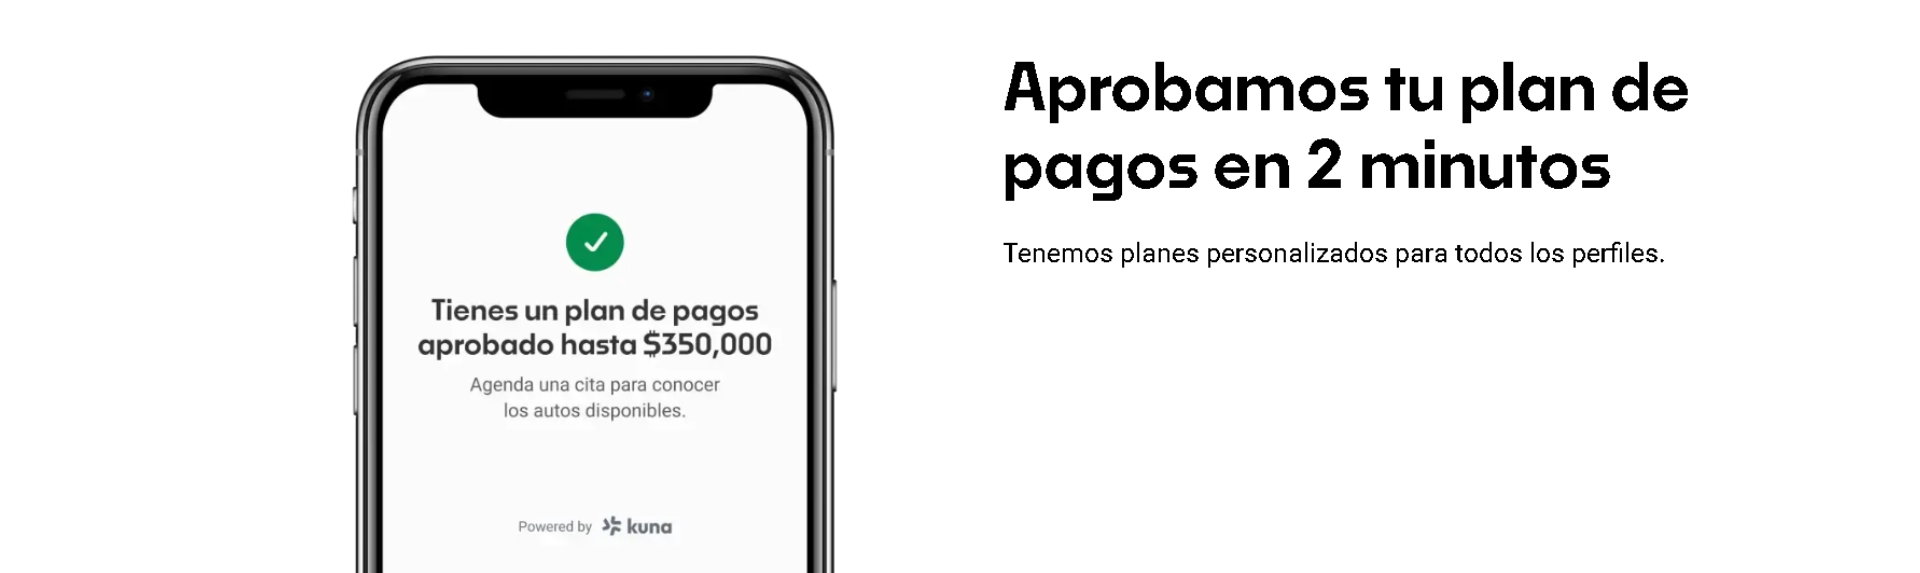 Tienes un plan de pagos
aprobado hasta $350,000
Agenda una cita para conocer
los autos disponibles.
Powered by kuna
Aprobamos tu plan de
pagos en 2 minutos
Tenemos planes personalizados para todos los perfiles.